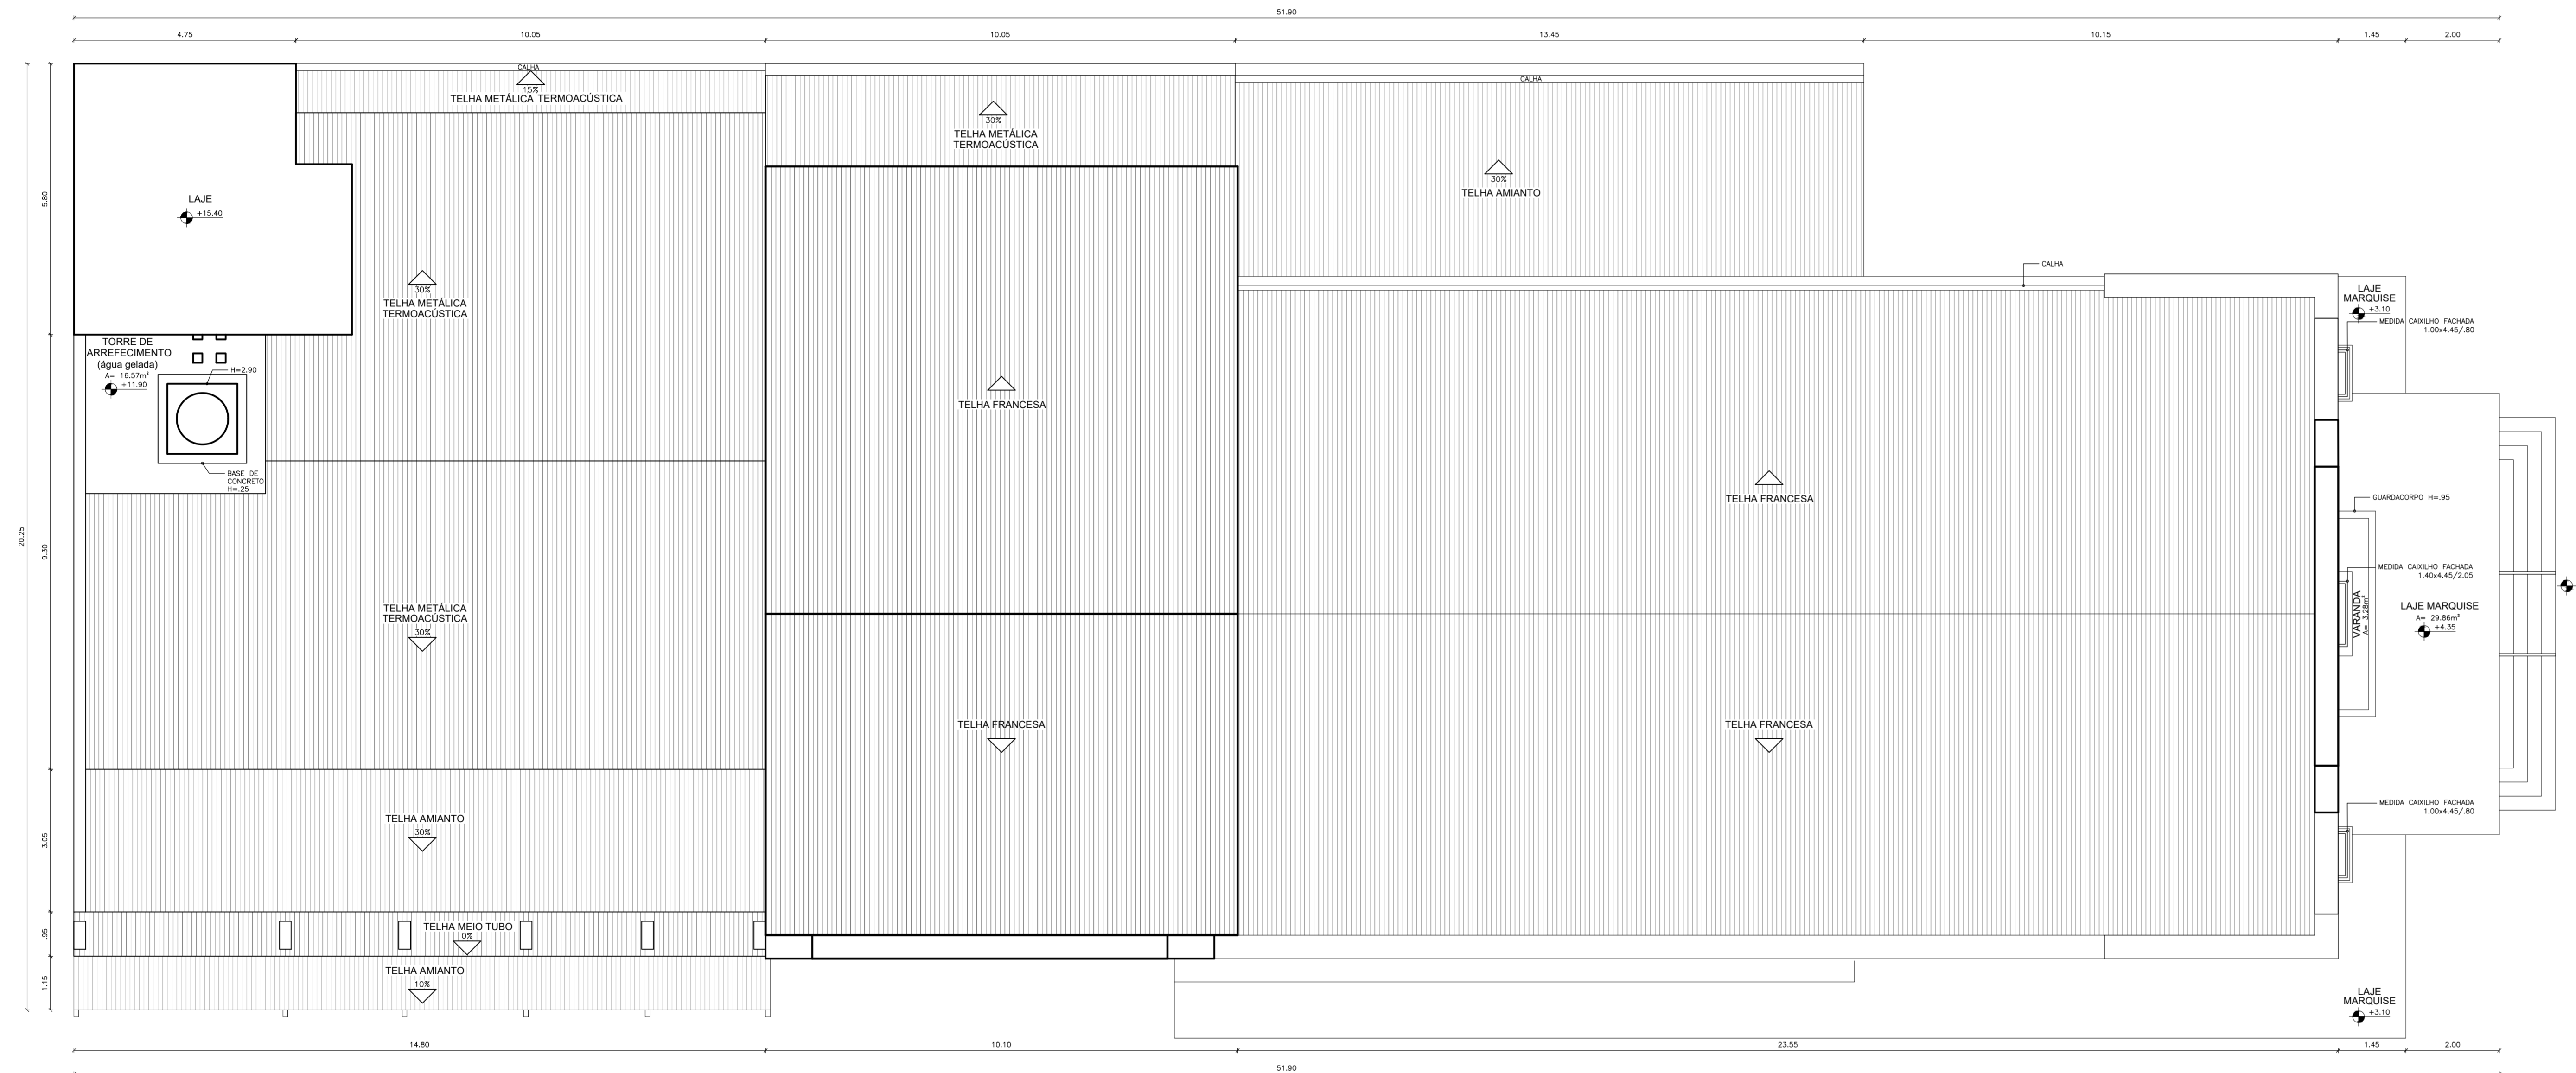 51.90
4.75
10.05
10.05
13.45
10.15
1.45
2.00
CALHA
15%
TELHA METÁLICA TERMOACÚSTICA
CALHA
30%
TELHA METÁLICA
TERMOACÚSTICA
30%
TELHA AMIANTO
5.80
LAJE
+15.40
30%
TELHA METÁLICA
TERMOACÚSTICA
CALHA
LAJE
MARQUISE
+3.10
MEDIDA CAIXILHO FACHADA
1.00x4.45/.80
TORRE DE
ARREFECIMENTO
(água gelada)
A= 16.57m²
+11.90
H=2.90
BASE DE
CONCRETO
H=.25
TELHA FRANCESA
TELHA FRANCESA
GUARDACORPO H=.95
20.25
9.30
MEDIDA CAIXILHO FACHADA
1.40x4.45/2.05
TELHA METÁLICA
TERMOACÚSTICA
30%
VARANDA
A= 3.28m²
LAJE MARQUISE
A= 29.86m²
+4.35
TELHA FRANCESA
TELHA FRANCESA
MEDIDA CAIXILHO FACHADA
1.00x4.45/.80
3.05
TELHA AMIANTO
30%
.95
TELHA MEIO TUBO
0%
1.15
TELHA AMIANTO
10%
LAJE
MARQUISE
+3.10
14.80
10.10
23.55
1.45
2.00
51.90